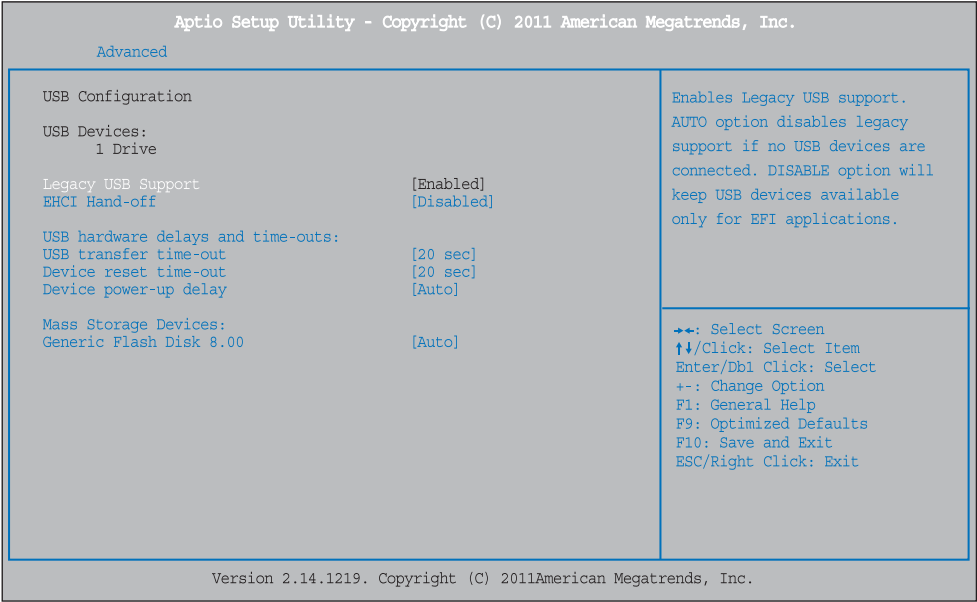 Aptio Setup Utility - Copyright (C) 2011 American Megatrends, Inc.
Advanced
USB Configuration
USB Devices:
1 Drive
Legacy USB Support [Enabled]
EHCI Hand-off [Disabled]
USB hardware delays and time-outs:
USB transfer time-out [20 sec]
Device reset time-out [20 sec]
Device power-up delay [Auto]
Mass Storage Devices:
Generic Flash Disk 8.00 [Auto]
Enables Legacy USB support.
AUTO option disables legacy
support if no USB devices are
connected. DISABLE option will
keep USB devices available
only for EFI applications.
→←: Select Screen
↑↓/Click: Select Item
Enter/Db1 Click: Select
+-: Change Option
F1: General Help
F9: Optimized Defaults
F10: Save and Exit
ESC/Right Click: Exit
Version 2.14.1219. Copyright (C) 2011American Megatrends, Inc.